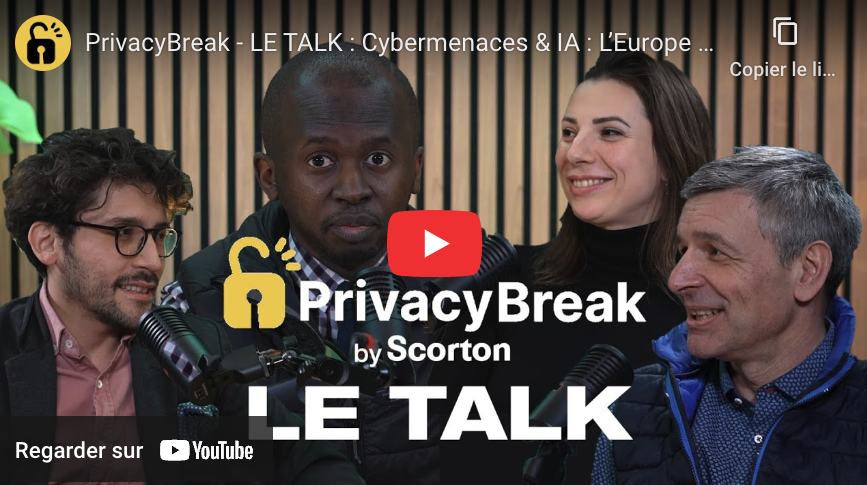 PrivacyBreak - LE TALK : Cybermenaces & IA : L’Europe ...
Copier le li...
PrivacyBreak
by Scorton
LE TALK
Regarder sur YouTube